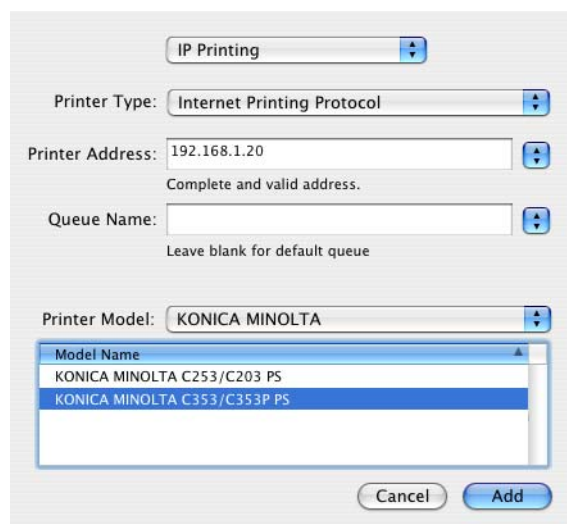 IP Printing
Printer Type: Internet Printing Protocol
Printer Address: 192.168.1.20
Complete and valid address.
Queue Name:
Leave blank for default queue
Printer Model: KONICA MINOLTA
Model Name
KONICA MINOLTA C253/C203 PS
KONICA MINOLTA C353/C353P PS
Cancel Add